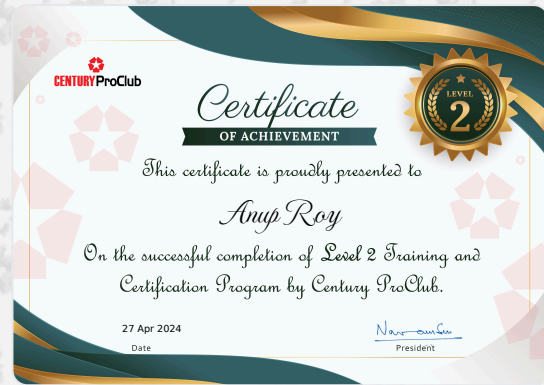 CENTURY ProClub
LEVEL
2
Certificate
OF ACHIEVEMENT
This certificate is proudly presented to
Anup Roy
On the successful completion of Level 2 Training and
Certification Program by Century ProClub.
27 Apr 2024
Date
President